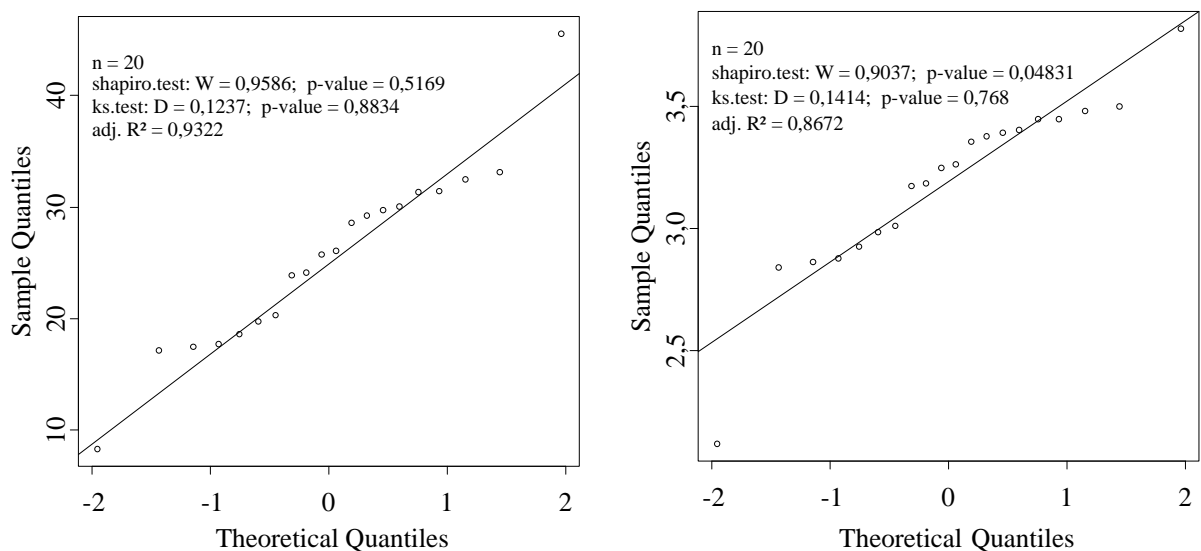 n = 20
shapiro.test: W = 0,9586; p-value = 0,5169
ks.test: D = 0,1237; p-value = 0,8834
adj. R² = 0,9322
Sample Quantiles
40
30
20
10
-2 -1 0 1 2
Theoretical Quantiles
n = 20
shapiro.test: W = 0,9037; p-value = 0,04831
ks.test: D = 0,1414; p-value = 0,768
adj. R² = 0,8672
Sample Quantiles
3,5
3,0
2,5
-2 -1 0 1 2
Theoretical Quantiles